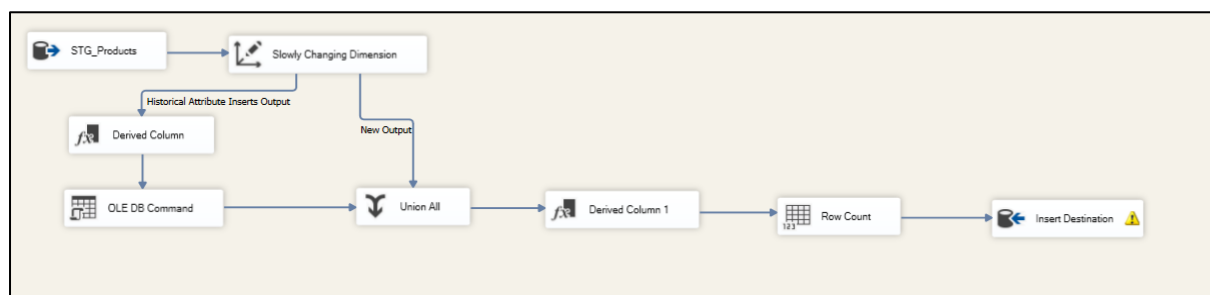 STG_Products
Slowly Changing Dimension
Historical Attribute Inserts Output
New Output
Derived Column
OLE DB Command
Union All
Derived Column 1
123
Row Count
Insert Destination